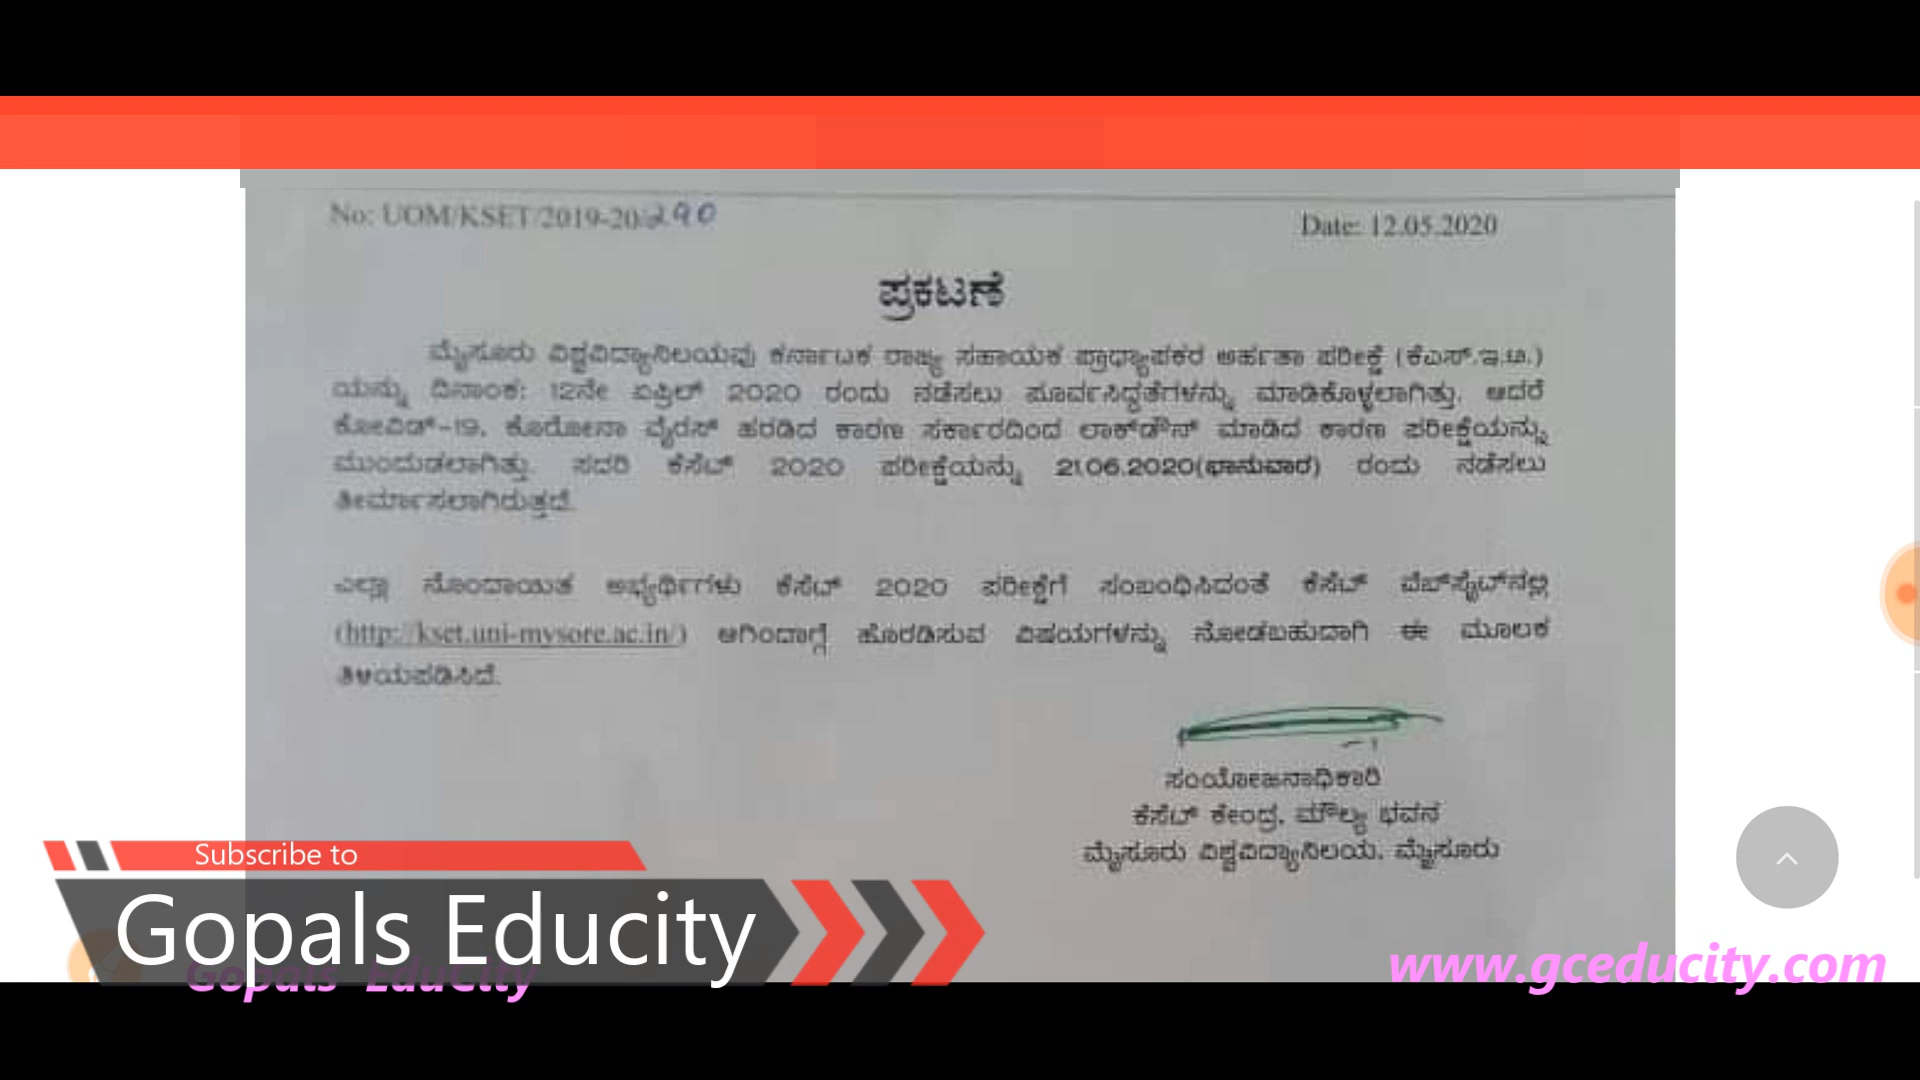 No: UOM/KSET/2019-20/290
Date: 12.05.2020
ಪ್ರಕಟಣೆ
ಮೈಸೂರು ವಿಶ್ವವಿದ್ಯಾನಿಲಯವು ಕರ್ನಾಟಕ ರಾಜ್ಯ ಸಹಾಯಕ ಪ್ರಾಧ್ಯಾಪಕರ ಅರ್ಹತಾ ಪರೀಕ್ಷೆ (ಕೆಎಸ್.ಇ.ಟಿ.)
ಯನ್ನು ದಿನಾಂಕ: 12ನೇ ಏಪ್ರಿಲ್ 2020 ರಂದು ನಡೆಸಲು ಪೂರ್ವಸಿದ್ಧತೆಗಳನ್ನು ಮಾಡಿಕೊಳ್ಳಲಾಗಿತ್ತು. ಆದರೆ
ಕೋವಿಡ್-19, ಕೊರೋನಾ ವೈರಸ್ ಹರಡಿದ ಕಾರಣ ಸರ್ಕಾರದಿಂದ ಲಾಕ್‌ಡೌನ್ ಮಾಡಿದ ಕಾರಣ ಪರೀಕ್ಷೆಯನ್ನು
ಮುಂದುಡಲಾಗಿತ್ತು. ಸದರಿ ಕೆಸೆಟ್ 2020 ಪರೀಕ್ಷೆಯನ್ನು 21.06.2020(ಭಾನುವಾರ) ರಂದು ನಡೆಸಲು
ತೀರ್ಮಾಸಲಾಗಿರುತ್ತದೆ.
ಎಲ್ಲಾ ನೊಂದಾಯಿತ ಅಭ್ಯರ್ಥಿಗಳು ಕೆಸೆಟ್ 2020 ಪರೀಕ್ಷೆಗೆ ಸಂಬಂಧಿಸಿದಂತೆ ಕೆಸೆಟ್ ವೆಬ್‌ಸೈಟ್‌ನಲ್ಲಿ
(http://kset.uni-mysore.ac.in/) ಆಗಿಂದಾಗ್ಗೆ ಹೊರಡಿಸುವ ವಿಷಯಗಳನ್ನು ನೋಡಬಹುದಾಗಿ ಈ ಮೂಲಕ
ತಿಳಿಯಪಡಿಸಿದೆ.
ಸಂಯೋಜನಾಧಿಕಾರಿ
ಕೆಸೆಟ್ ಕೇಂದ್ರ, ಮೌಲ್ಯ ಭವನ
ಮೈಸೂರು ವಿಶ್ವವಿದ್ಯಾನಿಲಯ, ಮೈಸೂರು
Subscribe to
Gopals Educity
Gopals EduCity
www.gceducity.com